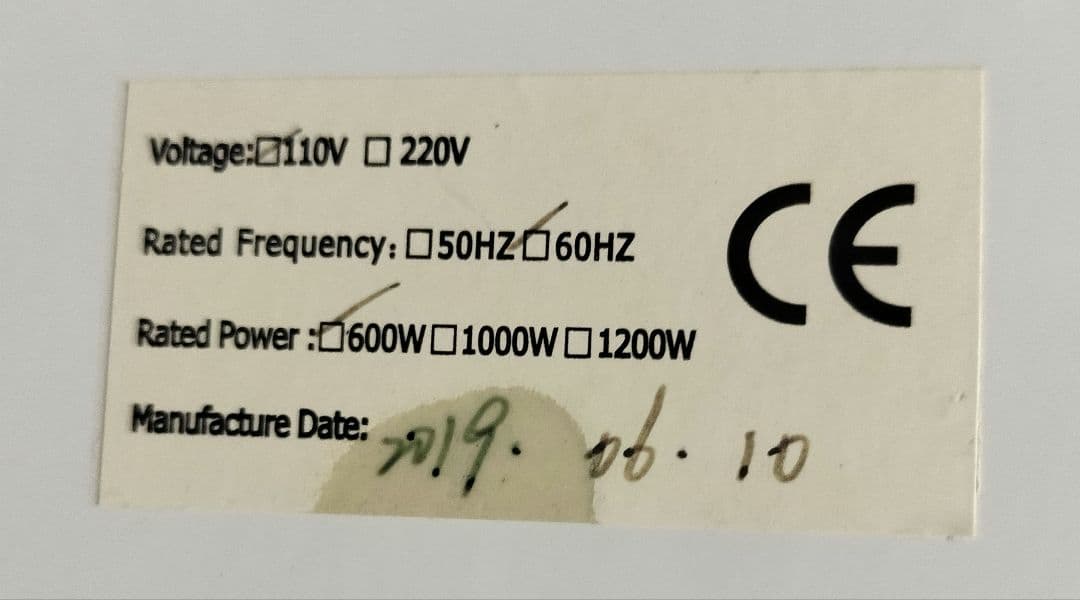 Voltage:☑110V ☐ 220V
Rated Frequency: ☐50HZ ☑60HZ
Rated Power :☑600W☐1000W☐1200W
Manufacture Date: 2019. 06. 10
CE